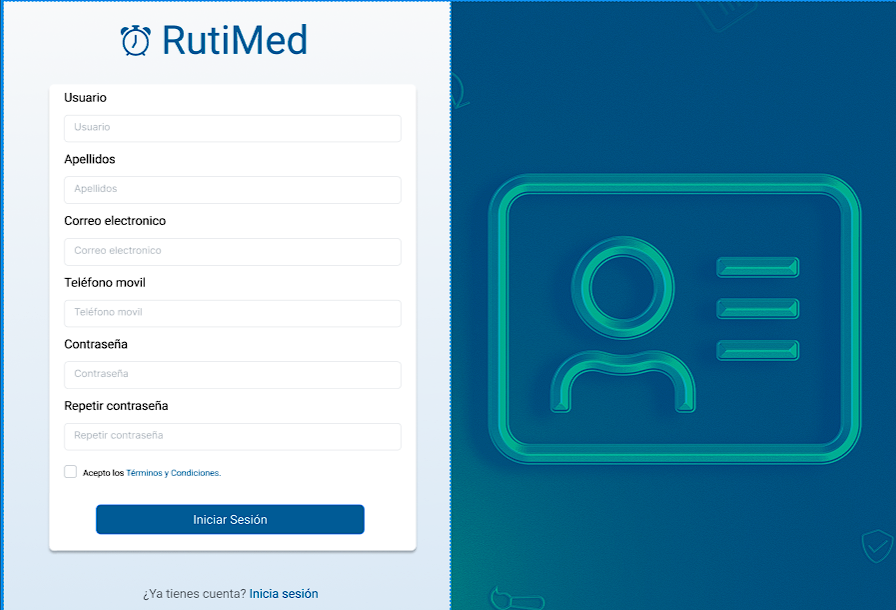 RutiMed
Usuario
Usuario
Apellidos
Apellidos
Correo electronico
Correo electronico
Teléfono movil
Teléfono movil
Contraseña
Contraseña
Repetir contraseña
Repetir contraseña
Acepto los Términos y Condiciones.
Iniciar Sesión
¿Ya tienes cuenta? Inicia sesión